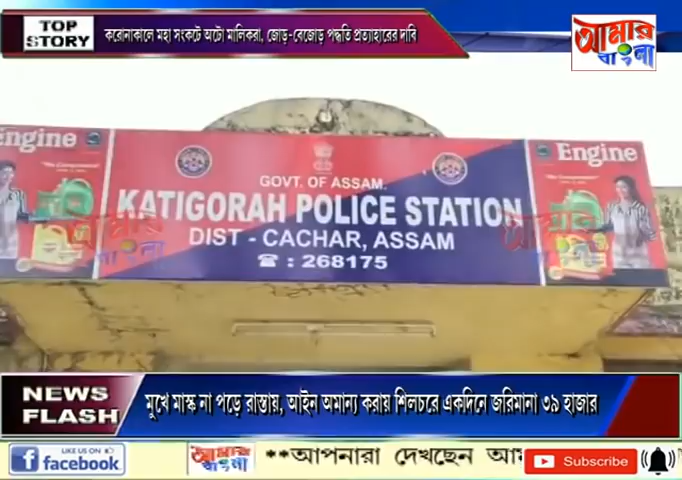 TOP STORY
করোনাকালে মহা সংকটে অটো মালিকরা, জোড়-বেজোড় পদ্ধতি প্রত্যাহারের দাবি
আমার বাংলা
Engine
Engine
GOVT. OF ASSAM.
KATIGORAH POLICE STATION
DIST - CACHAR, ASSAM
☎ : 268175
আমার বাংলা
আমার বাংলা
NEWS FLASH
মুখে মাস্ক না পড়ে রাস্তায়, আইন অমান্য করায় শিলচরে একদিনে জরিমানা ৩৯ হাজার
LIKE US ON
facebook
আমার বাংলা
**আপনারা দেখছেন
Subscribe